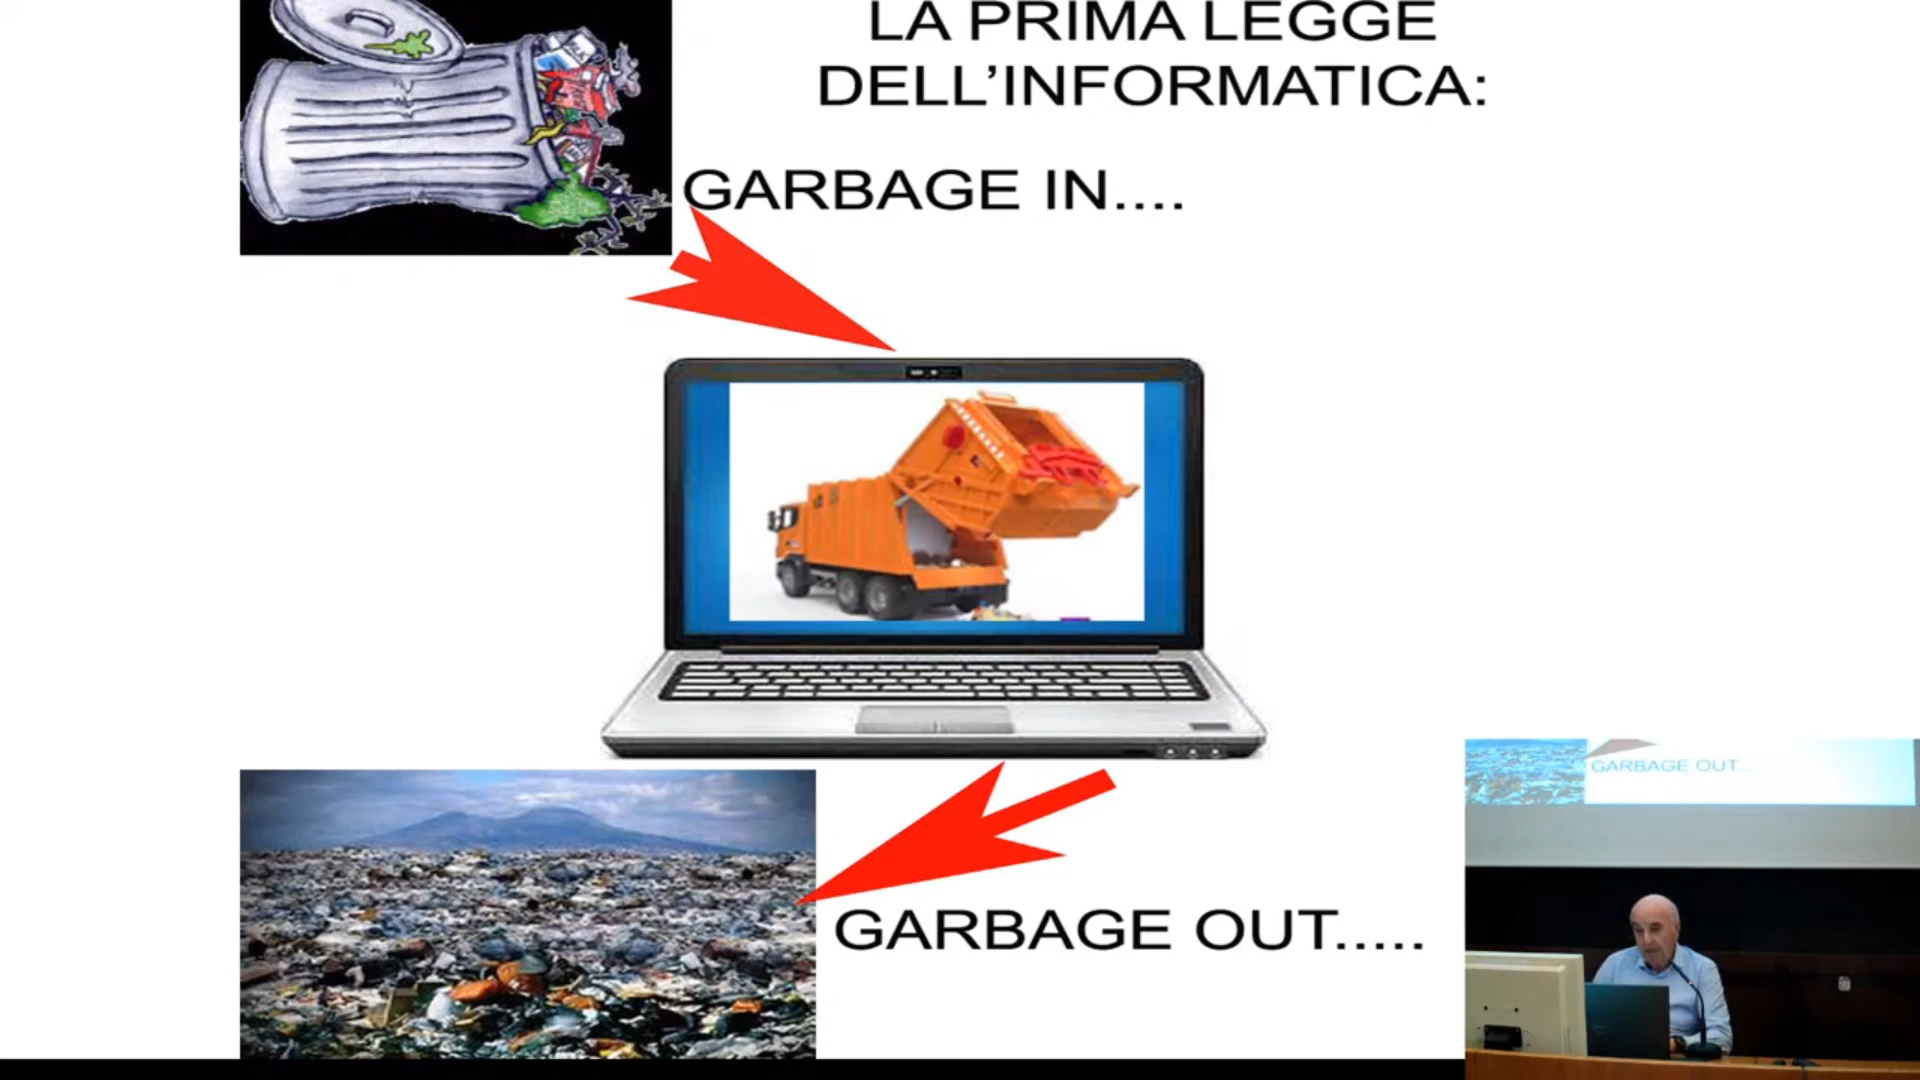 LA PRIMA LEGGE
DELL’INFORMATICA:
GARBAGE IN....
GARBAGE OUT.....
GARBAGE OUT...